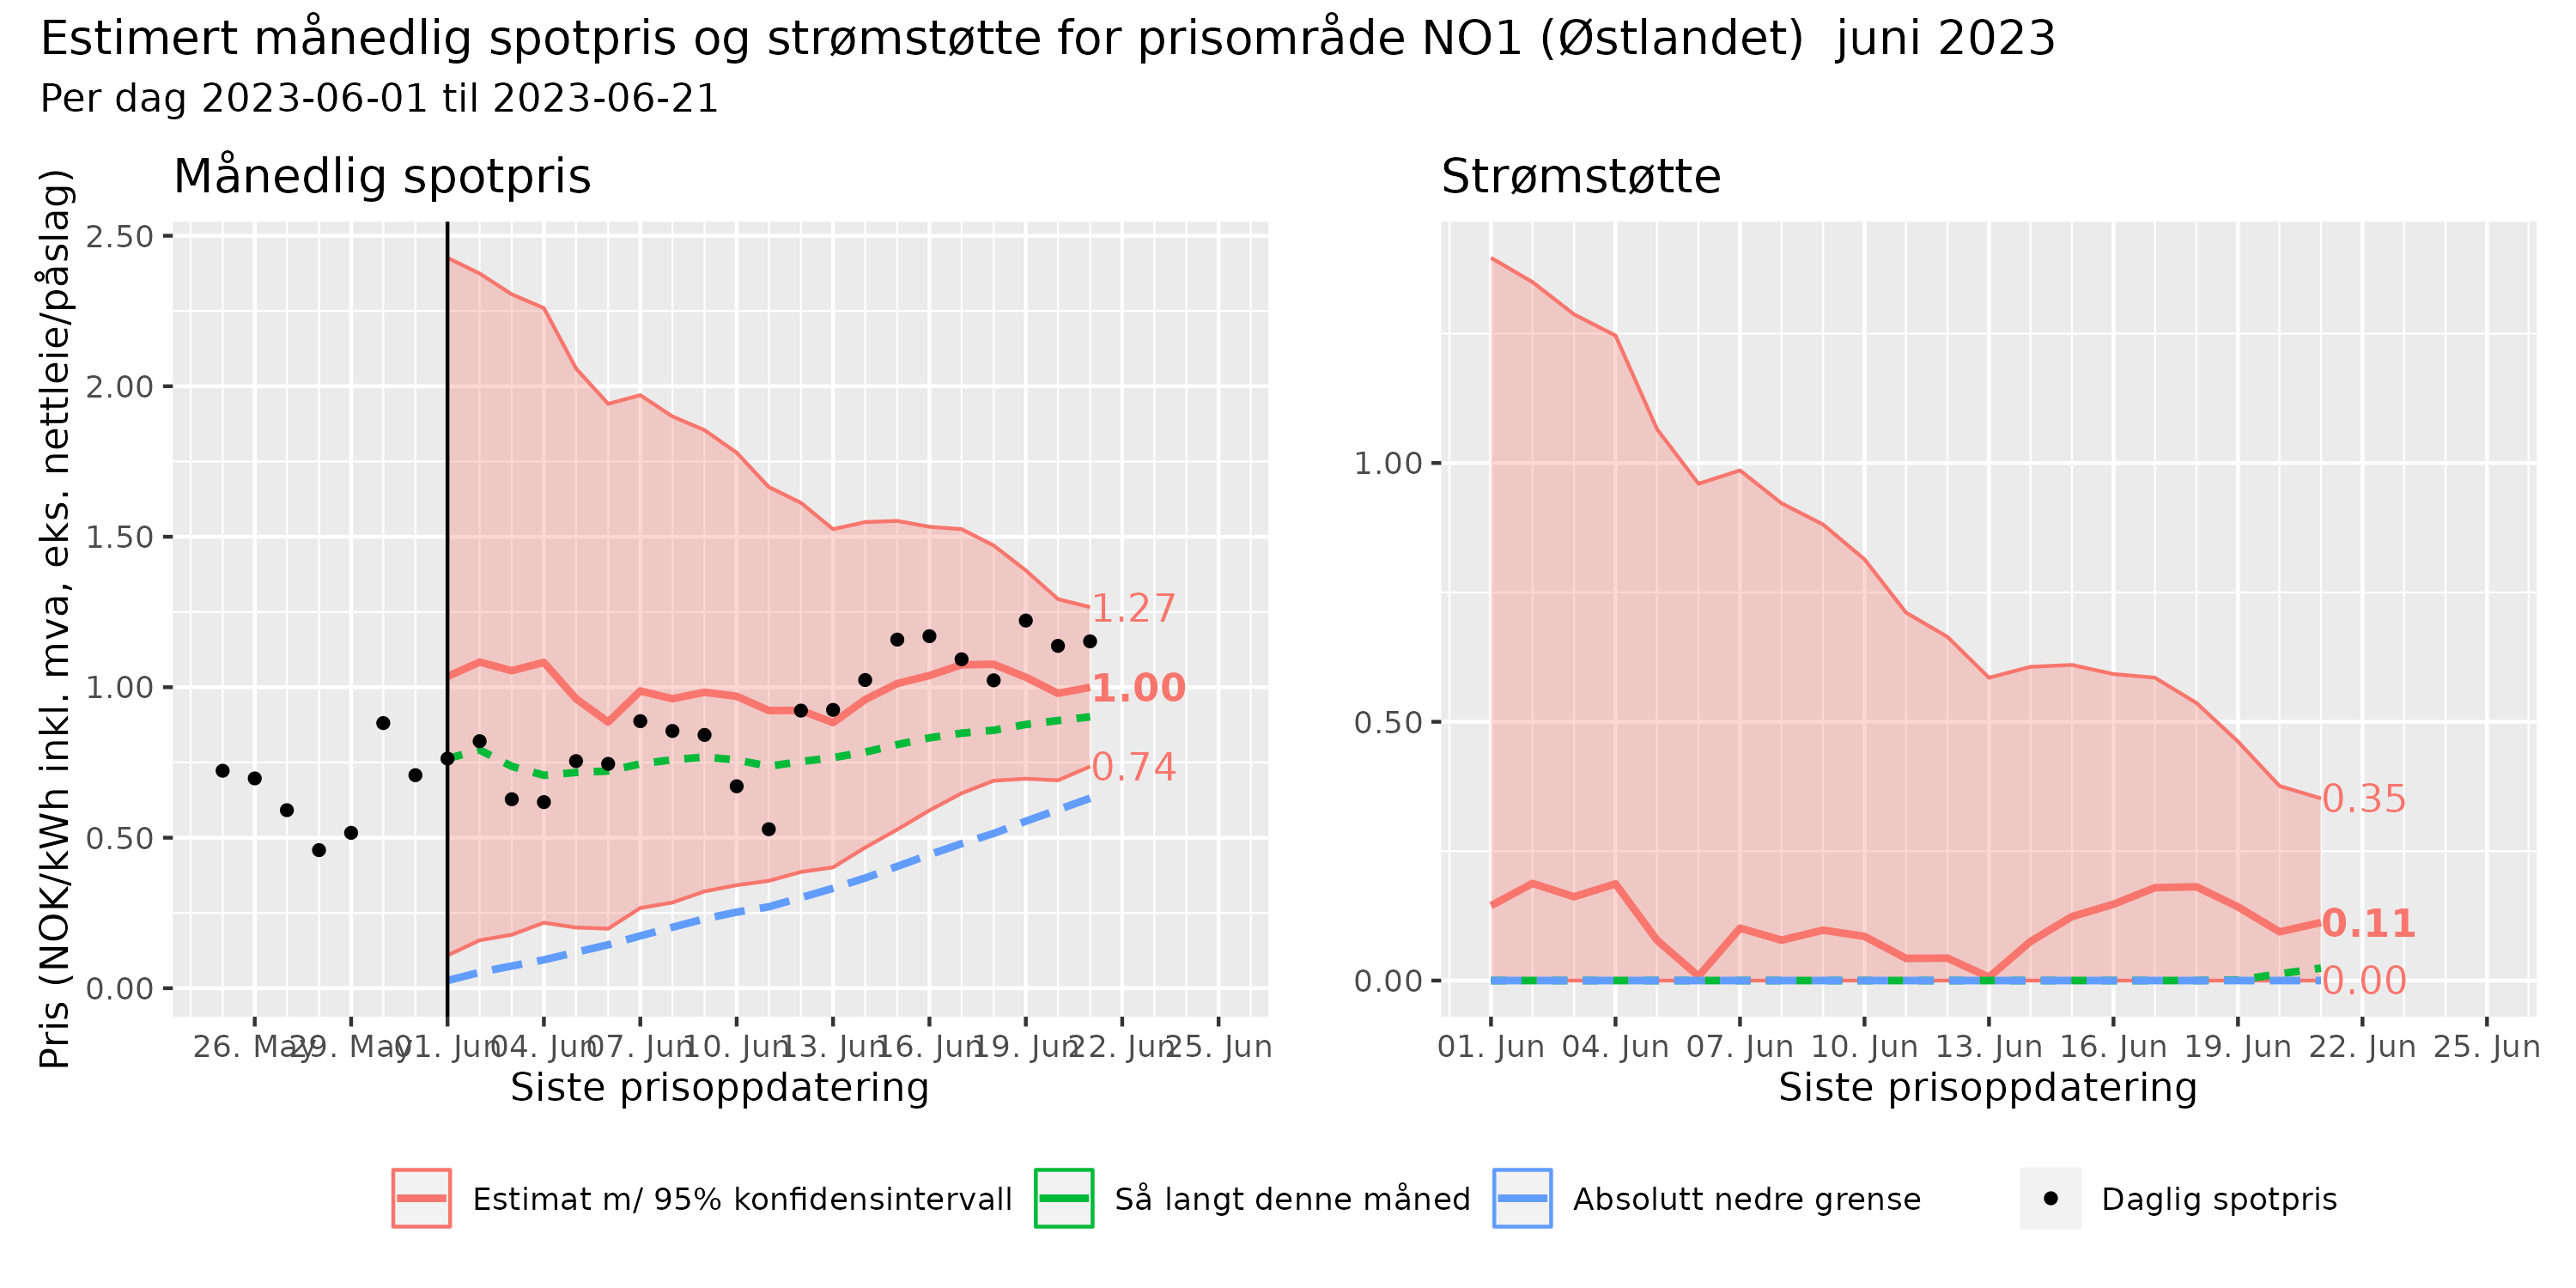 Estimert månedlig spotpris og strømstøtte for prisområde NO1 (Østlandet)  juni 2023
Per dag 2023-06-01 til 2023-06-21
Månedlig spotpris
Pris (NOK/kWh inkl. mva, eks. nettleie/påslag)
2.50
2.00
1.50
1.00
0.50
0.00
1.27
1.00
0.74
26. May 29. May 01. Jun 04. Jun 07. Jun 10. Jun 13. Jun 16. Jun 19. Jun 22. Jun 25. Jun
Siste prisoppdatering
Strømstøtte
1.00
0.50
0.00
0.35
0.11
0.00
01. Jun 04. Jun 07. Jun 10. Jun 13. Jun 16. Jun 19. Jun 22. Jun 25. Jun
Siste prisoppdatering
Estimat m/ 95% konfidensintervall Så langt denne måned Absolutt nedre grense Daglig spotpris